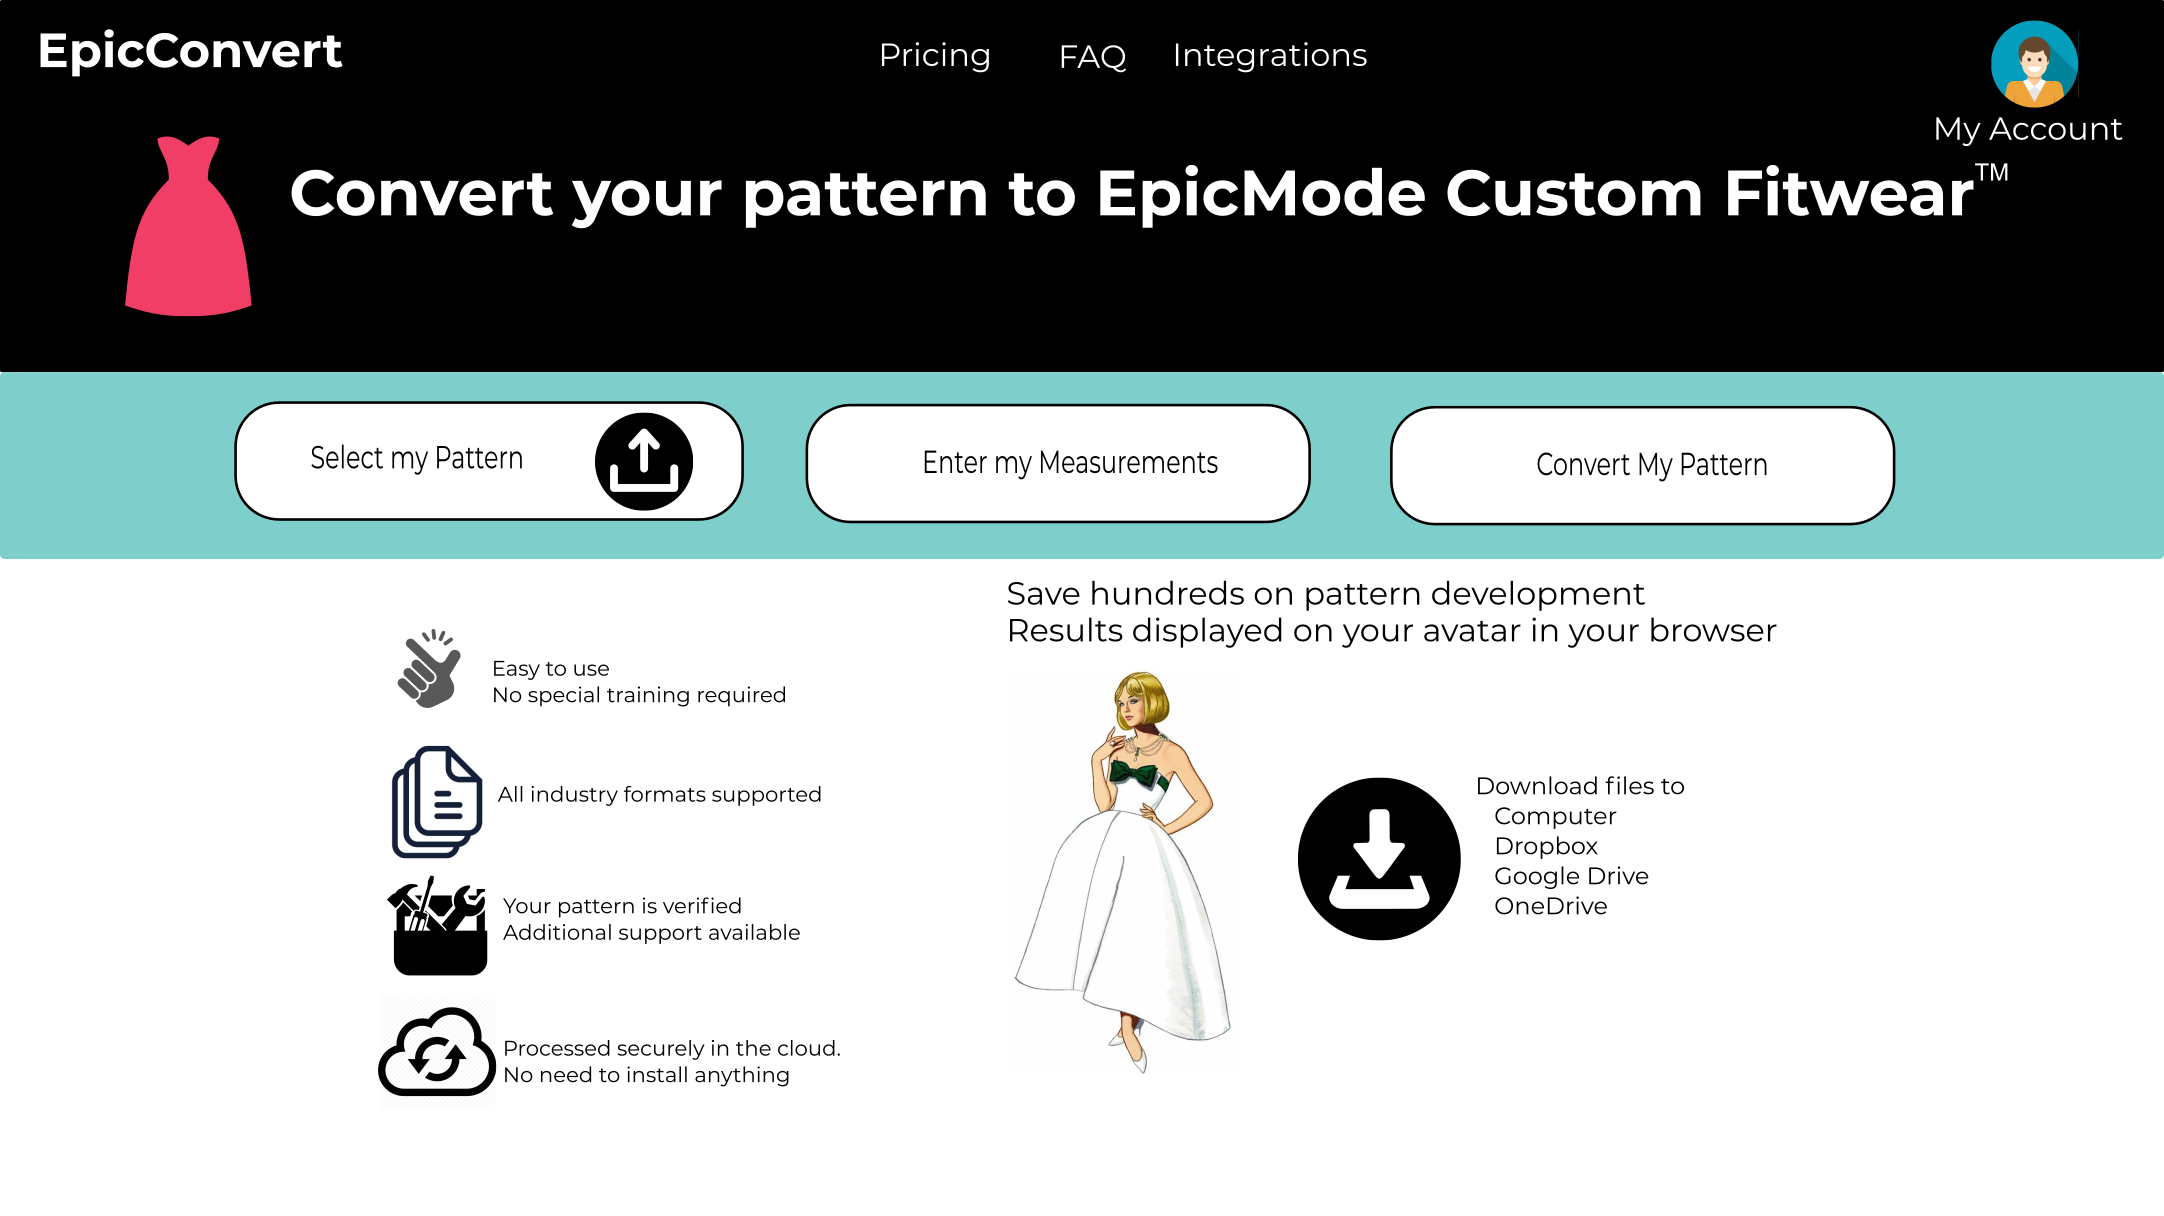 EpicConvert
Pricing
FAQ
Integrations
My Account
Convert your pattern to EpicMode Custom Fitwear™
Select my Pattern
Enter my Measurements
Convert My Pattern
Easy to use
No special training required
All industry formats supported
Your pattern is verified
Additional support available
Processed securely in the cloud.
No need to install anything
Save hundreds on pattern development
Results displayed on your avatar in your browser
Download files to
Computer
Dropbox
Google Drive
OneDrive